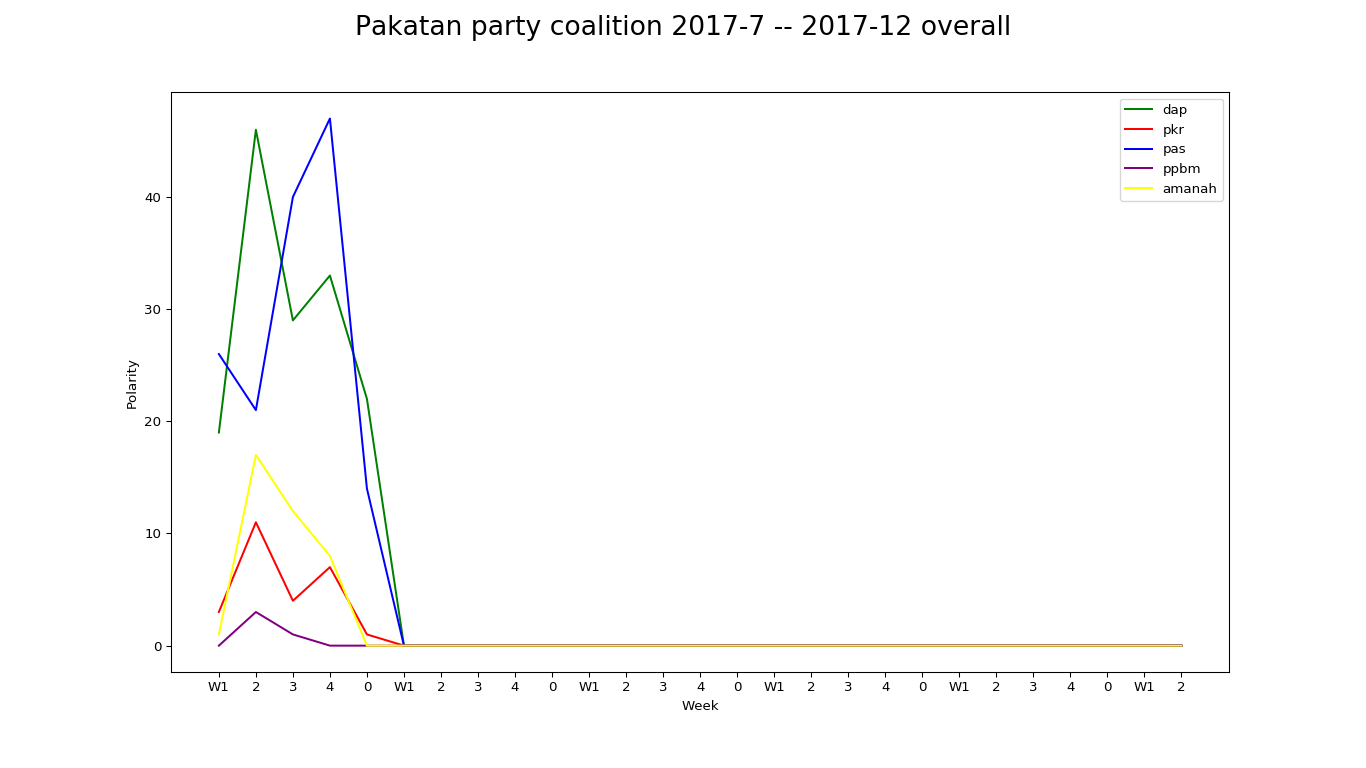 Pakatan party coalition 2017-7 -- 2017-12 overall
dap
pkr
pas
ppbm
amanah
40
30
20
10
0
Polarity
W1 2 3 4 0 W1 2 3 4 0 W1 2 3 4 0 W1 2 3 4 0 W1 2 3 4 0 W1 2
Week